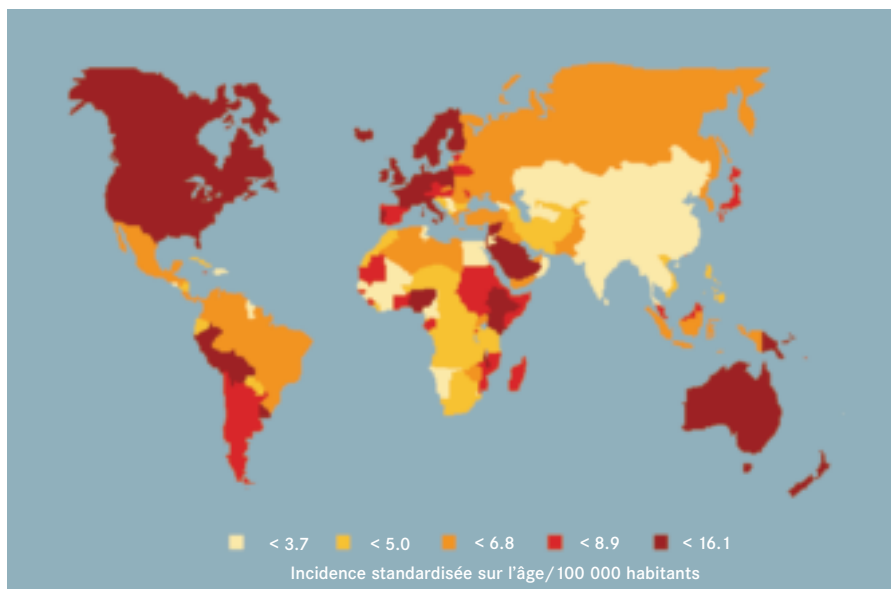 < 3.7 < 5.0 < 6.8 < 8.9 < 16.1
Incidence standardisée sur l'âge/100 000 habitants